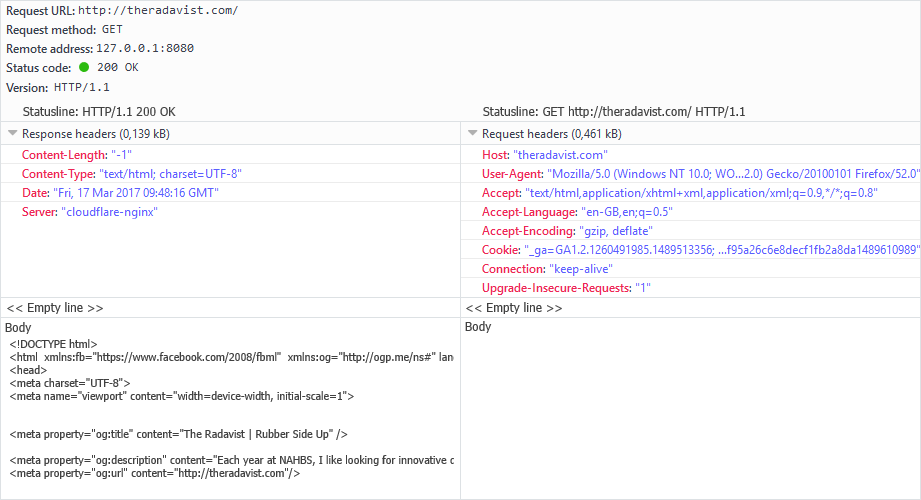 Request URL: http://theradavist.com/
Request method: GET
Remote address: 127.0.0.1:8080
Status code: 200 OK
Version: HTTP/1.1
Statusline: HTTP/1.1 200 OK
Response headers (0,139 kB)
Content-Length: "-1"
Content-Type: "text/html; charset=UTF-8"
Date: "Fri, 17 Mar 2017 09:48:16 GMT"
Server: "cloudflare-nginx"
<< Empty line >>
Body
<!DOCTYPE html>
<html xmlns:fb="https://www.facebook.com/2008/fbml" xmlns:og="http://ogp.me/ns#" lan
<head>
<meta charset="UTF-8">
<meta name="viewport" content="width=device-width, initial-scale=1">
<meta property="og:title" content="The Radavist | Rubber Side Up" />
<meta property="og:description" content="Each year at NAHBS, I like looking for innovative c
<meta property="og:url" content="http://theradavist.com"/>
Statusline: GET http://theradavist.com/ HTTP/1.1
Request headers (0,461 kB)
Host: "theradavist.com"
User-Agent: "Mozilla/5.0 (Windows NT 10.0; WO...2.0) Gecko/20100101 Firefox/52.0"
Accept: "text/html,application/xhtml+xml,application/xml;q=0.9,*/*;q=0.8"
Accept-Language: "en-GB,en;q=0.5"
Accept-Encoding: "gzip, deflate"
Cookie: "_ga=GA1.2.1260491985.1489513356; ...f95a26c6e8decf1fb2a8da1489610989"
Connection: "keep-alive"
Upgrade-Insecure-Requests: "1"
<< Empty line >>
Body